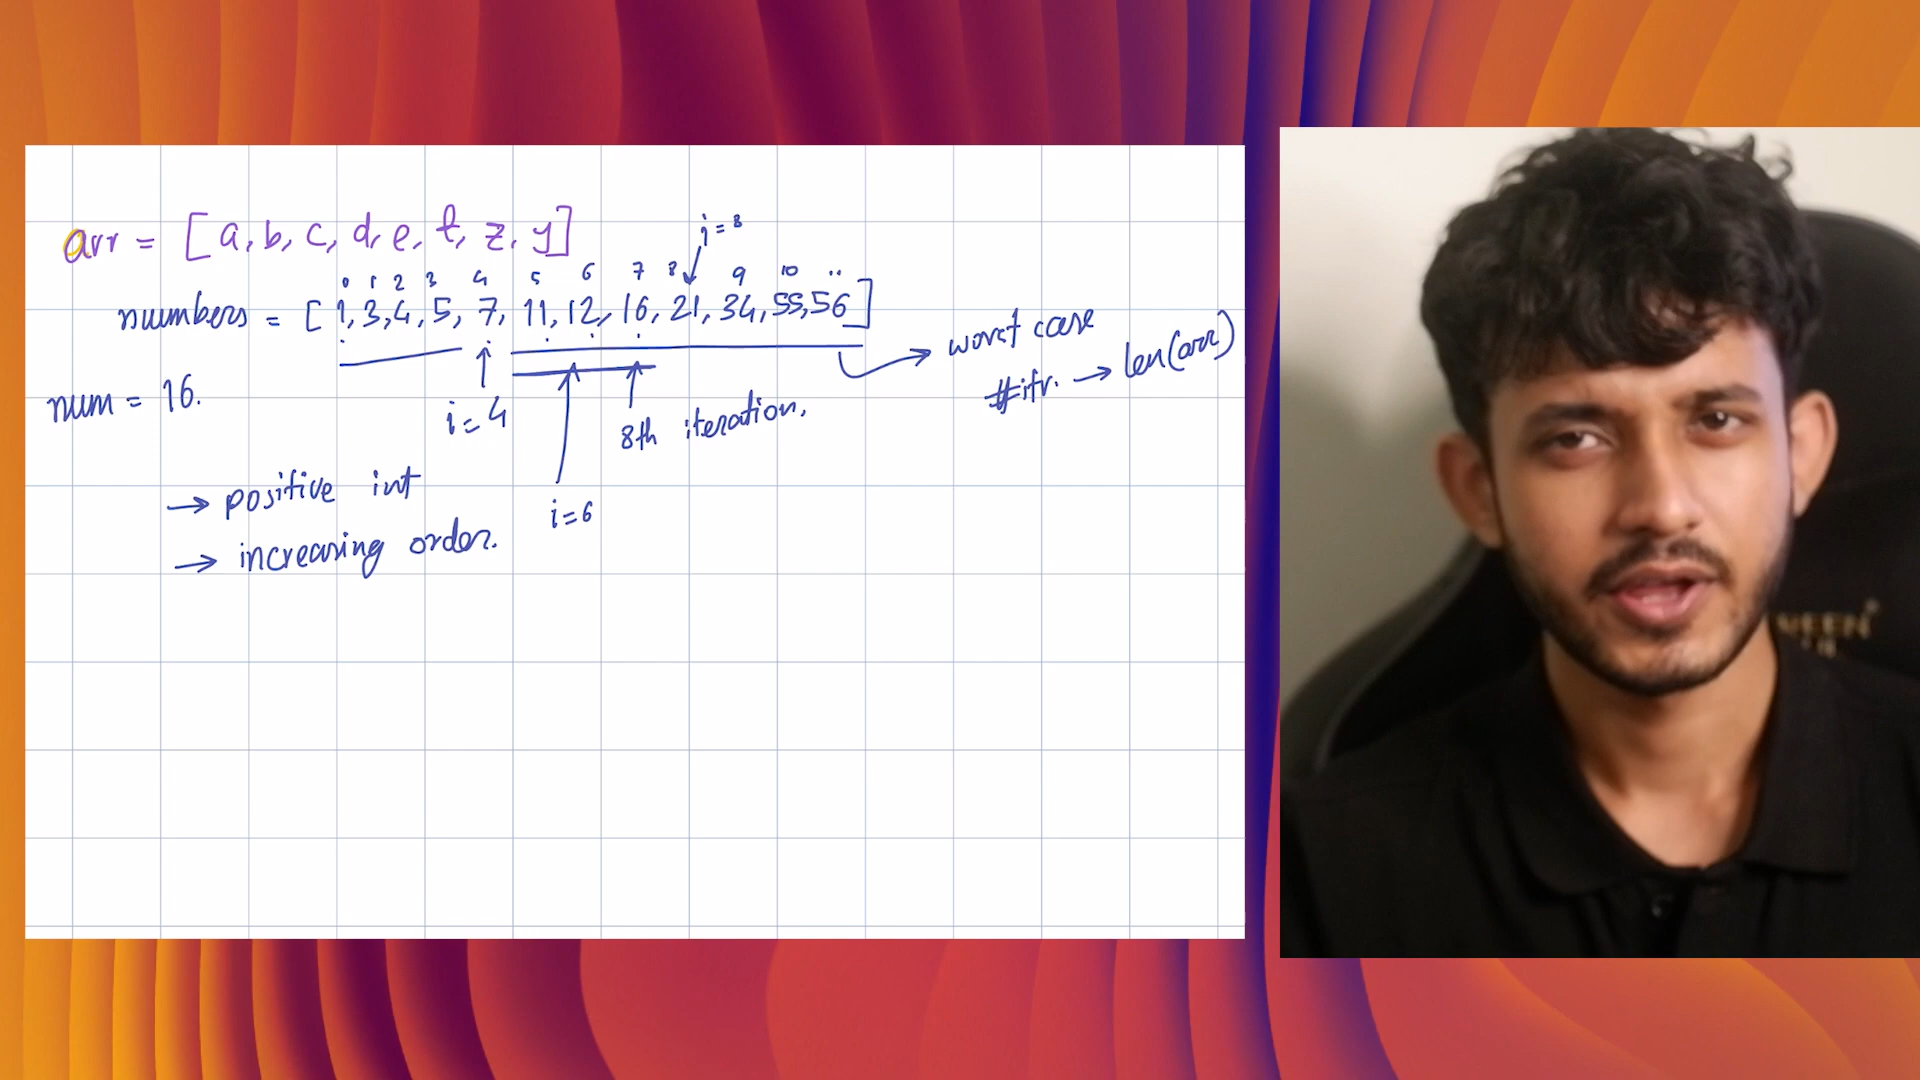 arr = [a, b, c, d, e, t, z, y]
i = 8
0 1 2 3 4 5 6 7 8 9 10 ..
numbers = [1,3,4,5,7,11,12,16,21,34,55,56]
worst case
#itr. → len(arr)
num = 16.
i = 4
8th iteration.
→ positive int
i=6
→ increasing order.